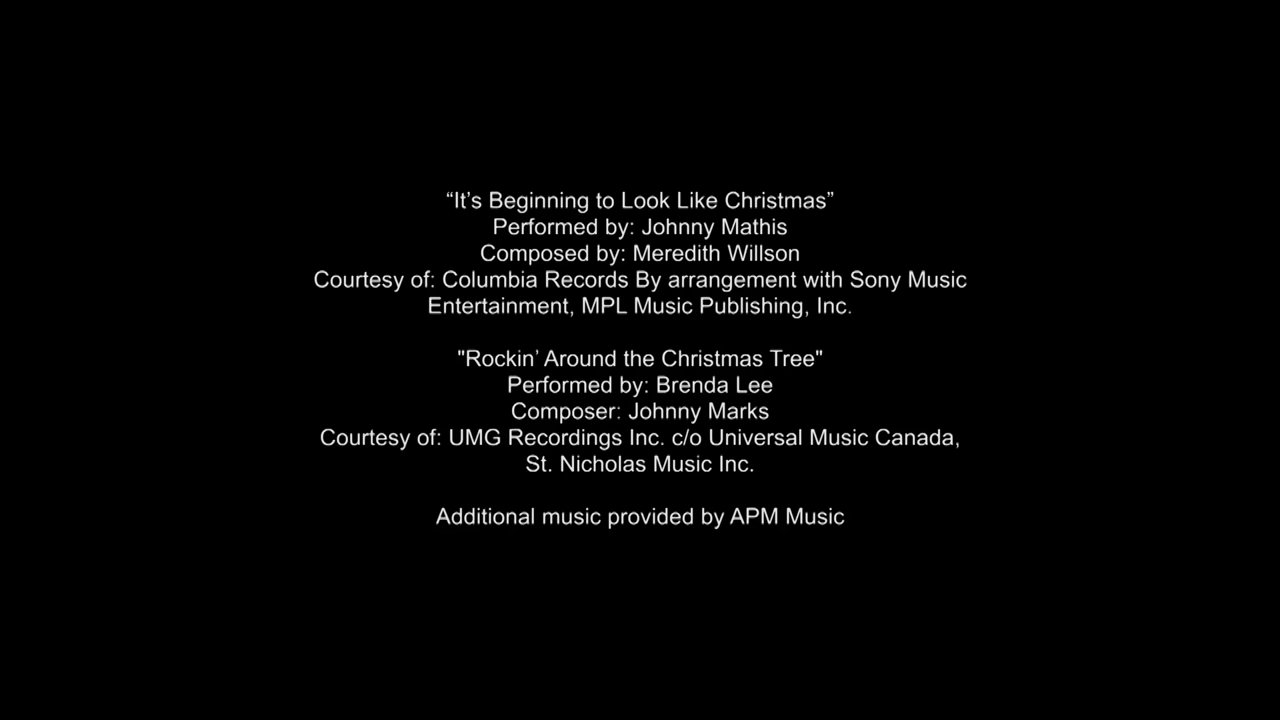 “It’s Beginning to Look Like Christmas”
Performed by: Johnny Mathis
Composed by: Meredith Willson
Courtesy of: Columbia Records By arrangement with Sony Music
Entertainment, MPL Music Publishing, Inc.
"Rockin’ Around the Christmas Tree"
Performed by: Brenda Lee
Composer: Johnny Marks
Courtesy of: UMG Recordings Inc. c/o Universal Music Canada,
St. Nicholas Music Inc.
Additional music provided by APM Music